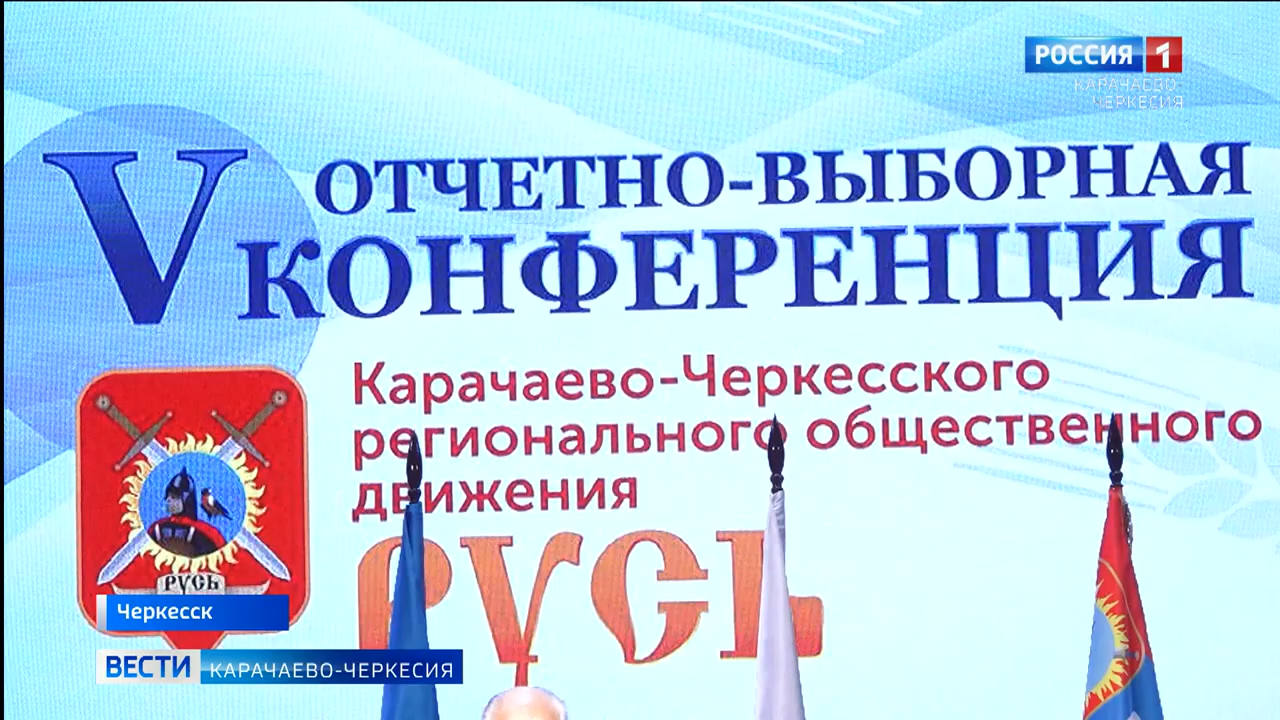 РОССИЯ 1
КАРАЧАЕВО-
ЧЕРКЕСИЯ
V ОТЧЕТНО-ВЫБОРНАЯ
КОНФЕРЕНЦИЯ
Карачаево-Черкесского
регионального общественного
движения
РУСЬ
РУСЬ
Черкесск
ВЕСТИ КАРАЧАЕВО-ЧЕРКЕСИЯ